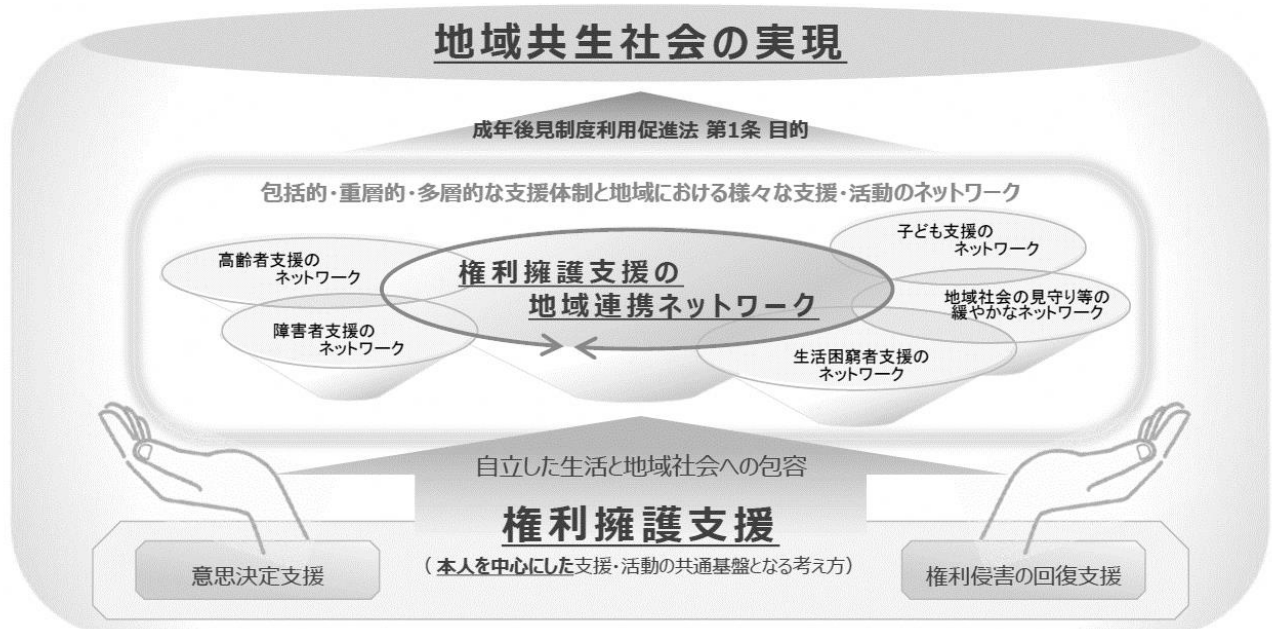 地域共生社会の実現
成年後見制度利用促進法 第1条 目的
包括的・重層的・多層的な支援体制と地域における様々な支援・活動のネットワーク
高齢者支援の
ネットワーク
障害者支援の
ネットワーク
権利擁護支援の
地域連携ネットワーク
子ども支援の
ネットワーク
地域社会の見守り等の
緩やかなネットワーク
生活困窮者支援の
ネットワーク
自立した生活と地域社会への包容
権利擁護支援
（本人を中心にした支援・活動の共通基盤となる考え方）
意思決定支援
権利侵害の回復支援